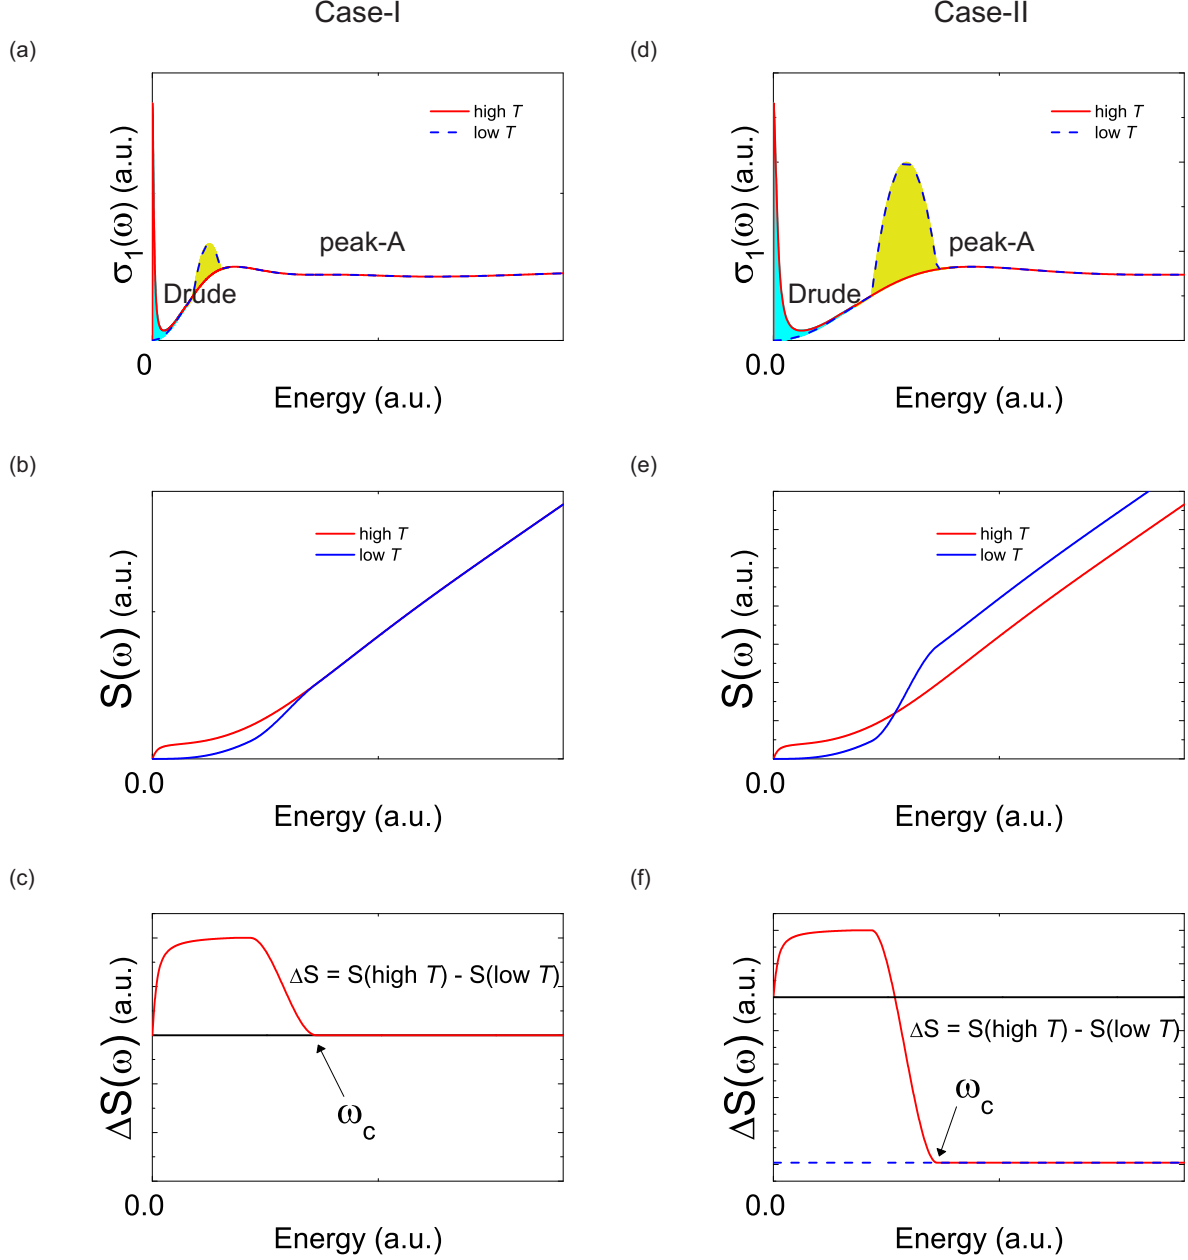 Case-I
(a)
high T
low T
σ1(ω) (a.u.)
peak-A
Drude
0
Energy (a.u.)
(b)
high T
low T
S(ω) (a.u.)
0.0
Energy (a.u.)
(c)
ΔS = S(high T) - S(low T)
ΔS(ω) (a.u.)
ωc
0.0
Energy (a.u.)
Case-II
(d)
high T
low T
σ1(ω) (a.u.)
peak-A
Drude
0.0
Energy (a.u.)
(e)
high T
low T
S(ω) (a.u.)
0.0
Energy (a.u.)
(f)
ΔS = S(high T) - S(low T)
ΔS(ω) (a.u.)
ωc
0.0
Energy (a.u.)